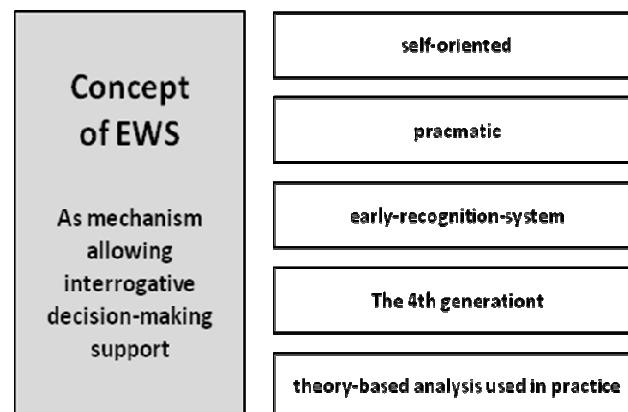 Concept
of EWS
As mechanism
allowing
interrogative
decision-making
support
self-oriented
pracmatic
early-recognition-system
The 4th generationt
theory-based analysis used in practice